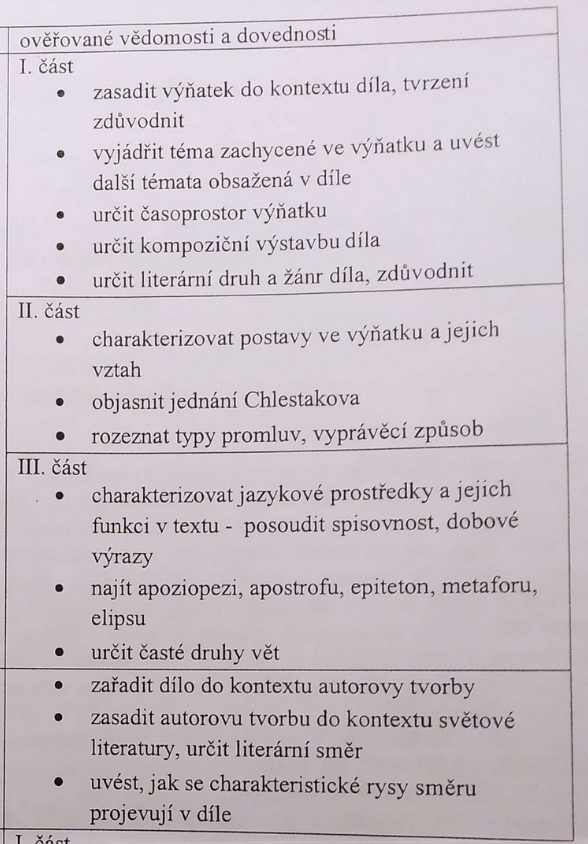 ověřované vědomosti a dovednosti
I. část
• zasadit výňatek do kontextu díla, tvrzení
zdůvodnit
• vyjádřit téma zachycené ve výňatku a uvést
další témata obsažená v díle
• určit časoprostor výňatku
• určit kompoziční výstavbu díla
• určit literární druh a žánr díla, zdůvodnit
II. část
• charakterizovat postavy ve výňatku a jejich
vztah
• objasnit jednání Chlestakova
• rozeznat typy promluv, vyprávěcí způsob
III. část
• charakterizovat jazykové prostředky a jejich
funkci v textu - posoudit spisovnost, dobové
výrazy
• najít apoziopezi, apostrofu, epiteton, metaforu,
elipsu
• určit časté druhy vět
• zařadit dílo do kontextu autorovy tvorby
• zasadit autorovu tvorbu do kontextu světové
literatury, určit literární směr
• uvést, jak se charakteristické rysy směru
projevují v díle
I. část